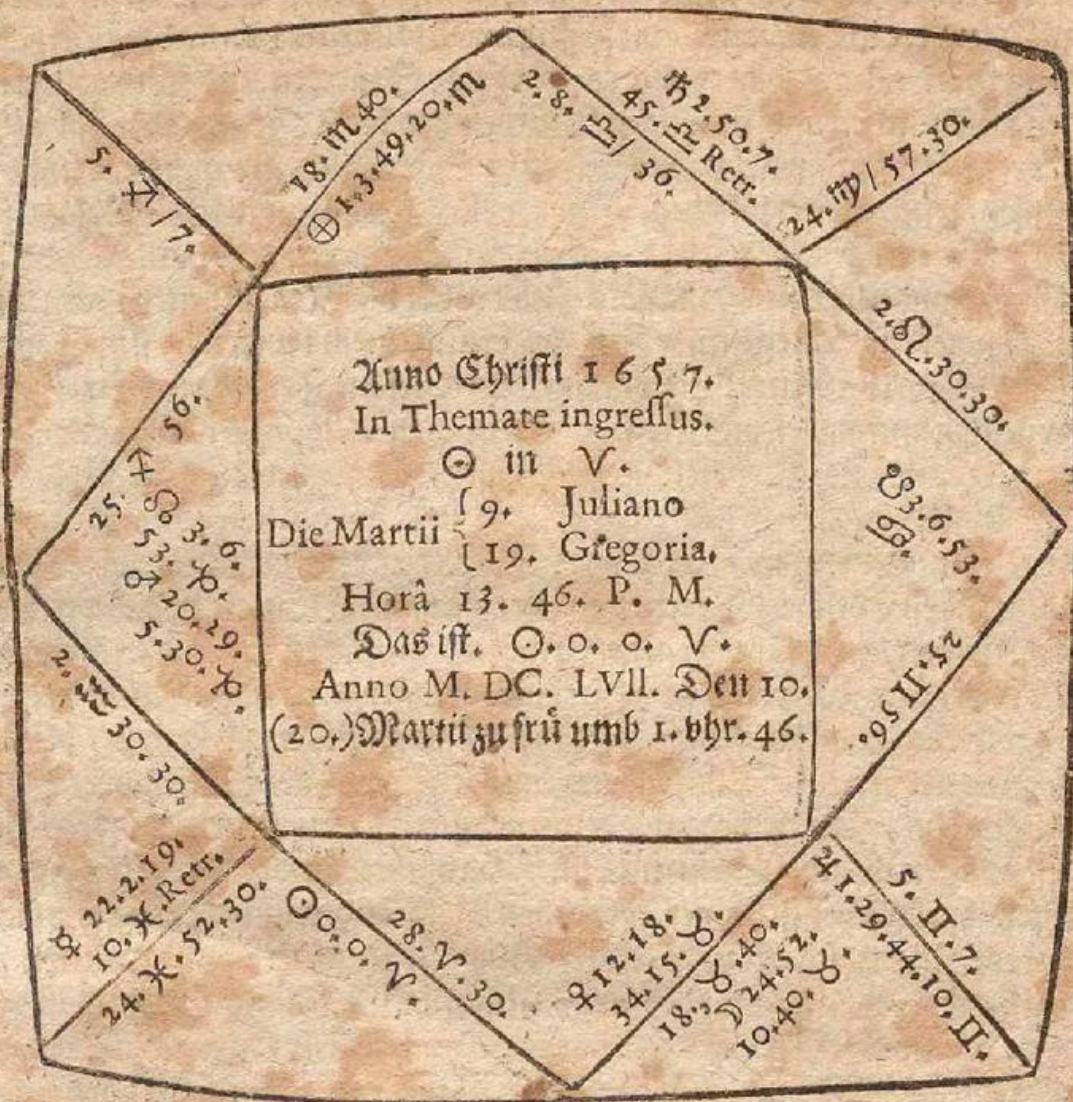 18. ♏ 40.
⊕ 1. 3. 49. 20. ♏
2. 8. ♎ / 36.
♄ 2. 50. 7.
45. ♎ Retr.
24. ♍ / 57. 30.
5. ♐ / 7.
2. ♌. 30. 30.
Anno Chriſti 1657.
In Themate ingreſſus.
☉ in ♈.
Die Martii { 9. Juliano
{ 19. Gregoria.
Horâ 13. 46. P. M.
Das iſt. ☉. 0. 0. ♈.
Anno M. DC. LVII. Den 10.
(20.) Martii zu frü umb 1. vhr. 46.
25. ♐ 56.
☊ 3. 6.
53. ♑.
♂ 20. 29.
5. 30. ♑.
☋ 3. 6. 53.
♋.
25. ♊ 56.
2. ♒ 30. 30.
☿ 22. 2. 19.
10. ♓. Retr.
24. ♓. 52. 30.
☉ 0. 0. ♈.
28. ♈. 30.
♀ 12. 18.
34. 15. ♉.
18. ♉. 40.
☽ 24. 52.
10. 40. ♉.
♃ 1. 29. 44. 10. ♊.
5. ♊. 7.